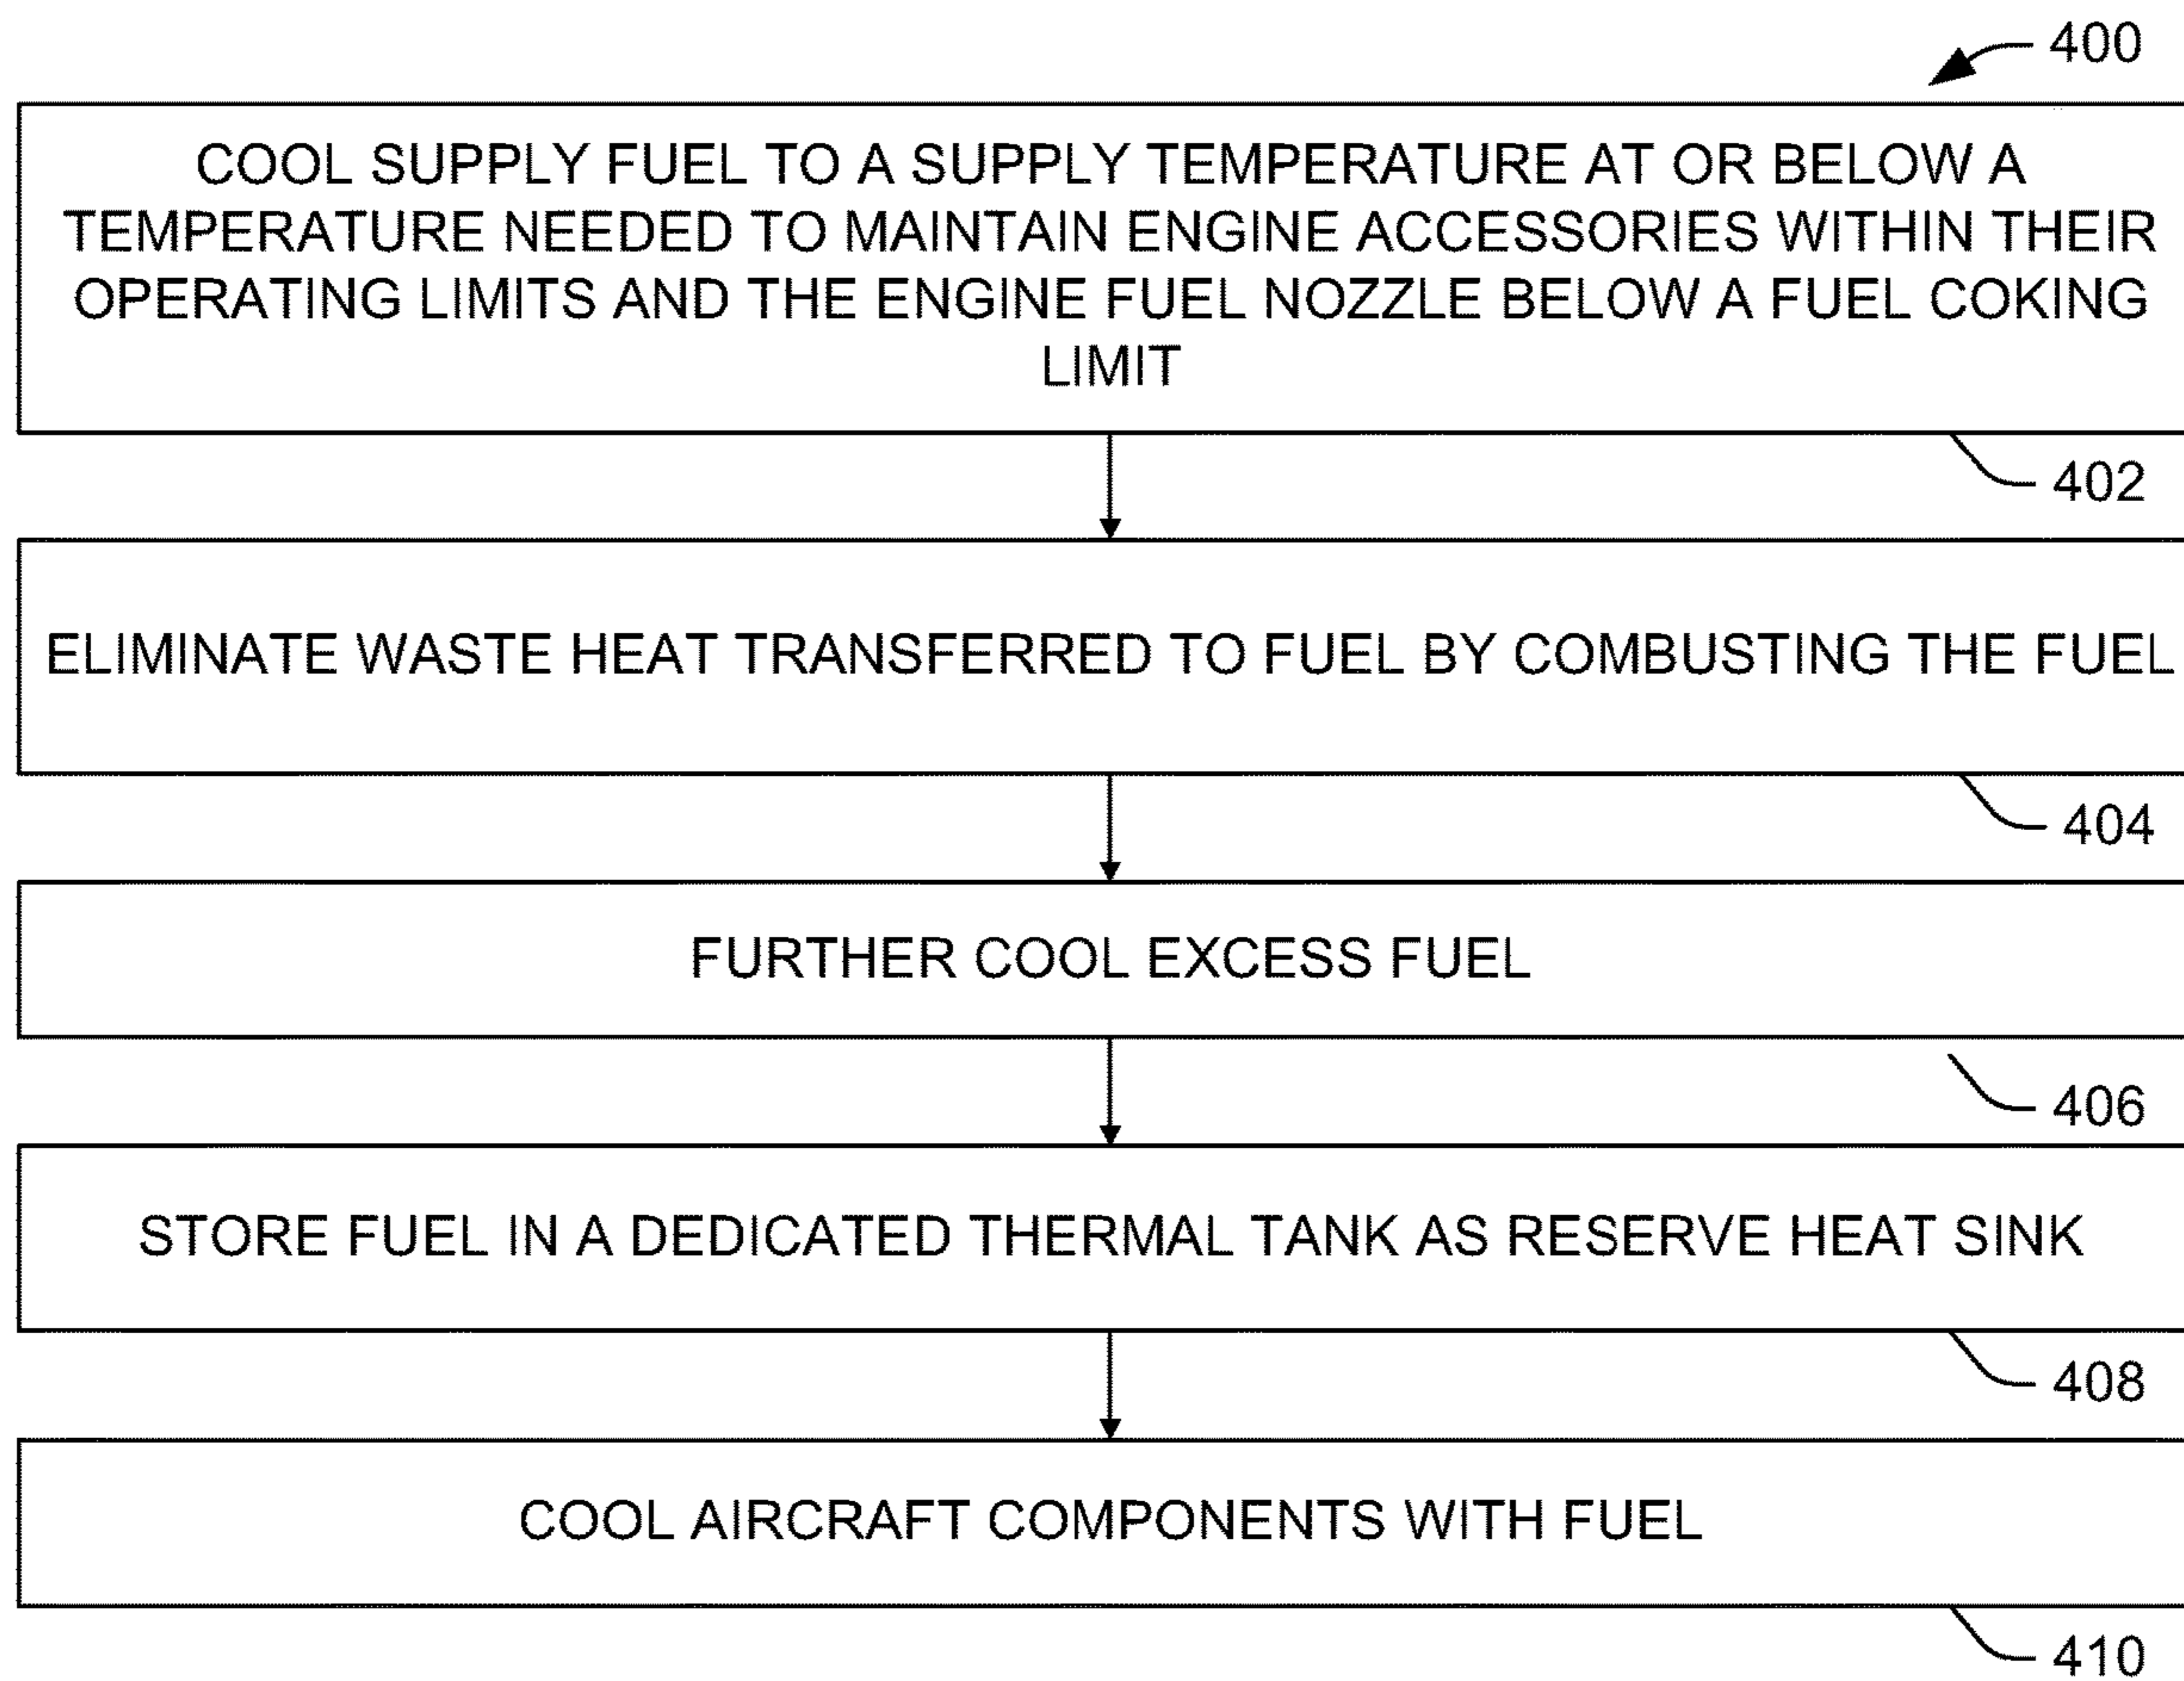 400
COOL SUPPLY FUEL TO A SUPPLY TEMPERATURE AT OR BELOW A
TEMPERATURE NEEDED TO MAINTAIN ENGINE ACCESSORIES WITHIN THEIR
OPERATING LIMITS AND THE ENGINE FUEL NOZZLE BELOW A FUEL COKING
LIMIT
402
ELIMINATE WASTE HEAT TRANSFERRED TO FUEL BY COMBUSTING THE FUEL
404
FURTHER COOL EXCESS FUEL
406
STORE FUEL IN A DEDICATED THERMAL TANK AS RESERVE HEAT SINK
408
COOL AIRCRAFT COMPONENTS WITH FUEL
410